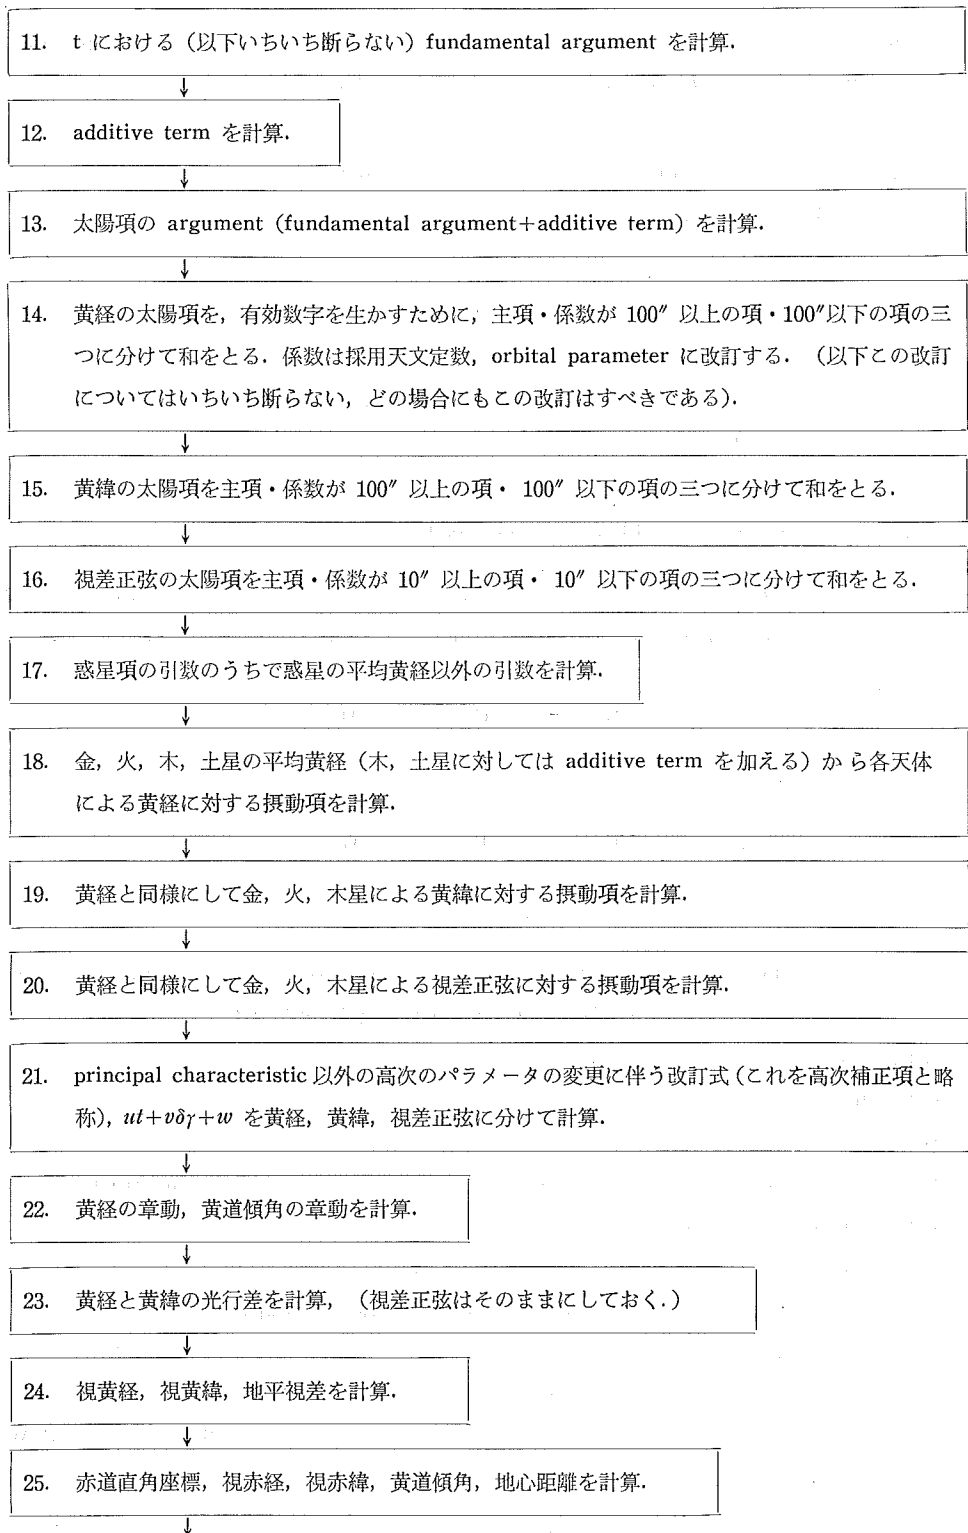 11. t における（以下いちいち断らない）fundamental argument を計算．
↓
12. additive term を計算．
↓
13. 太陽項の argument（fundamental argument+additive term）を計算．
↓
14. 黄経の太陽項を，有効数字を生かすために，主項・係数が 100″ 以上の項・100″以下の項の三
つに分けて和をとる．係数は採用天文定数，orbital parameter に改訂する．（以下この改訂
についてはいちいち断らない，どの場合にもこの改訂はすべきである）．
↓
15. 黄緯の太陽項を主項・係数が 100″ 以上の項・ 100″ 以下の項の三つに分けて和をとる．
↓
16. 視差正弦の太陽項を主項・係数が 10″ 以上の項・ 10″ 以下の項の三つに分けて和をとる．
↓
17. 惑星項の引数のうちで惑星の平均黄経以外の引数を計算．
↓
18. 金，火，木，土星の平均黄経（木，土星に対しては additive term を加える）から各天体
による黄経に対する摂動項を計算．
↓
19. 黄経と同様にして金，火，木星による黄緯に対する摂動項を計算．
↓
20. 黄経と同様にして金，火，木星による視差正弦に対する摂動項を計算．
↓
21. principal characteristic 以外の高次のパラメータの変更に伴う改訂式（これを高次補正項と略
称），ut+vδγ+w を黄経，黄緯，視差正弦に分けて計算．
↓
22. 黄経の章動，黄道傾角の章動を計算．
↓
23. 黄経と黄緯の光行差を計算，（視差正弦はそのままにしておく．）
↓
24. 視黄経，視黄緯，地平視差を計算．
↓
25. 赤道直角座標，視赤経，視赤緯，黄道傾角，地心距離を計算．
↓